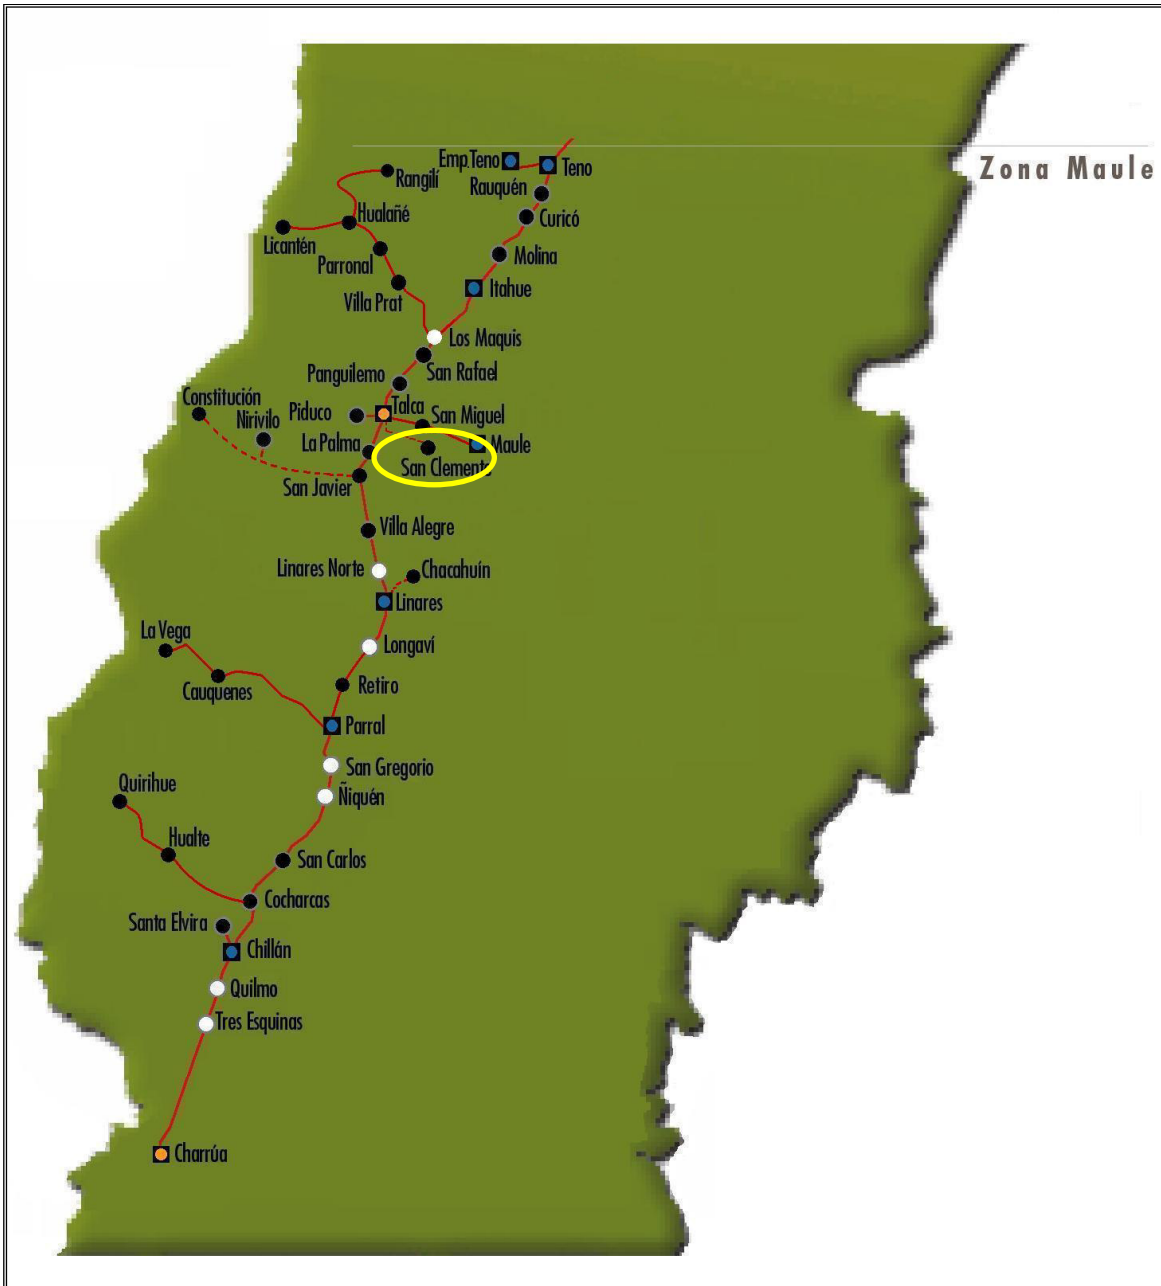 Zona Maule
Emp.Teno
Teno
Rangilí
Rauquén
Hualañé
Curicó
Licantén
Parronal
Molina
Villa Prat
Itahue
Los Maquis
Panguilemo
San Rafael
Constitución
Nirivilo
Piduco
Talca
San Miguel
La Palma
Maule
San Clemente
San Javier
Villa Alegre
Linares Norte
Chacahuín
Linares
La Vega
Longaví
Cauquenes
Retiro
Parral
San Gregorio
Quirihue
Ñiquén
Hualte
San Carlos
Cocharcas
Santa Elvira
Chillán
Quilmo
Tres Esquinas
Charrúa